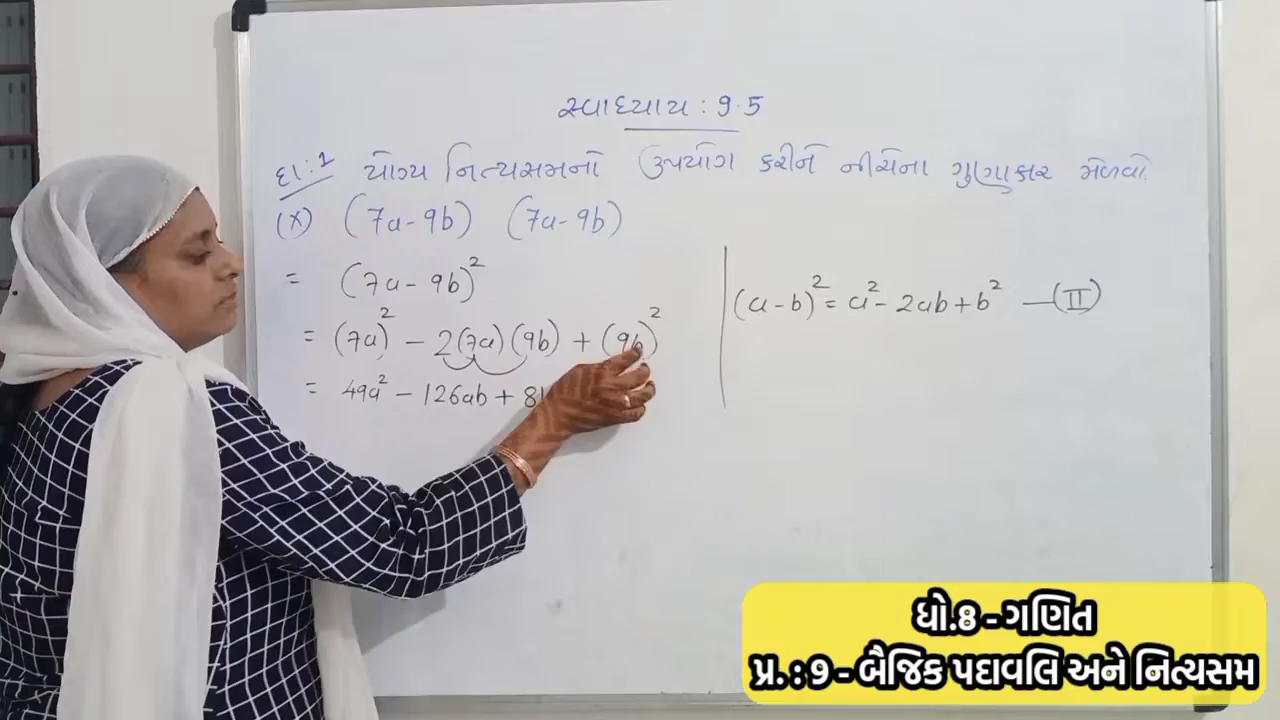 સ્વાધ્યાય : 9.5
દા:1 યોગ્ય નિત્યસમનો ઉપયોગ કરીને નીચેના ગુણાકાર મેળવો.
(x) (7a-9b) (7a-9b)
= (7a - 9b)²
= (7a)² - 2(7a)(9b) + (9b)²
= 49a² - 126ab + 81
(a-b)² = a² - 2ab + b² —(II)
ધો.8 - ગણિત
પ્ર. : 9 - બૈજિક પદાવલિ અને નિત્યસમ